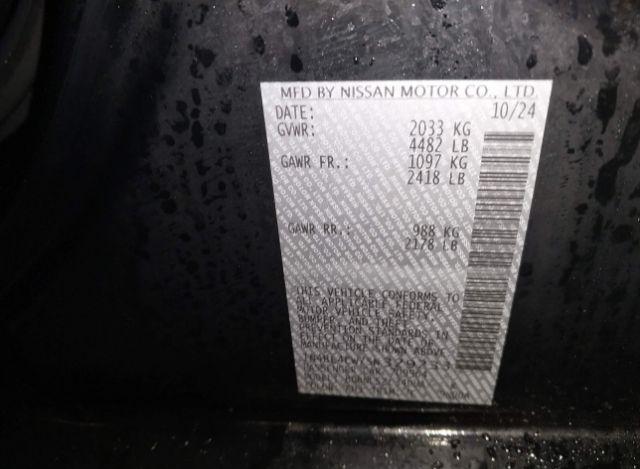 MFD BY NISSAN MOTOR CO., LTD.
DATE: 10/24
GVWR: 2033 KG
4482 LB
GAWR FR.: 1097 KG
2418 LB
GAWR RR.: 988 KG
2178 LB
THIS VEHICLE CONFORMS TO
ALL APPLICABLE FEDERAL
MOTOR VEHICLE SAFETY,
BUMPER, AND THEFT
PREVENTION STANDARDS IN
EFFECT ON THE DATE OF
MANUFACTURE SHOWN ABOVE
PASSENGER CAR